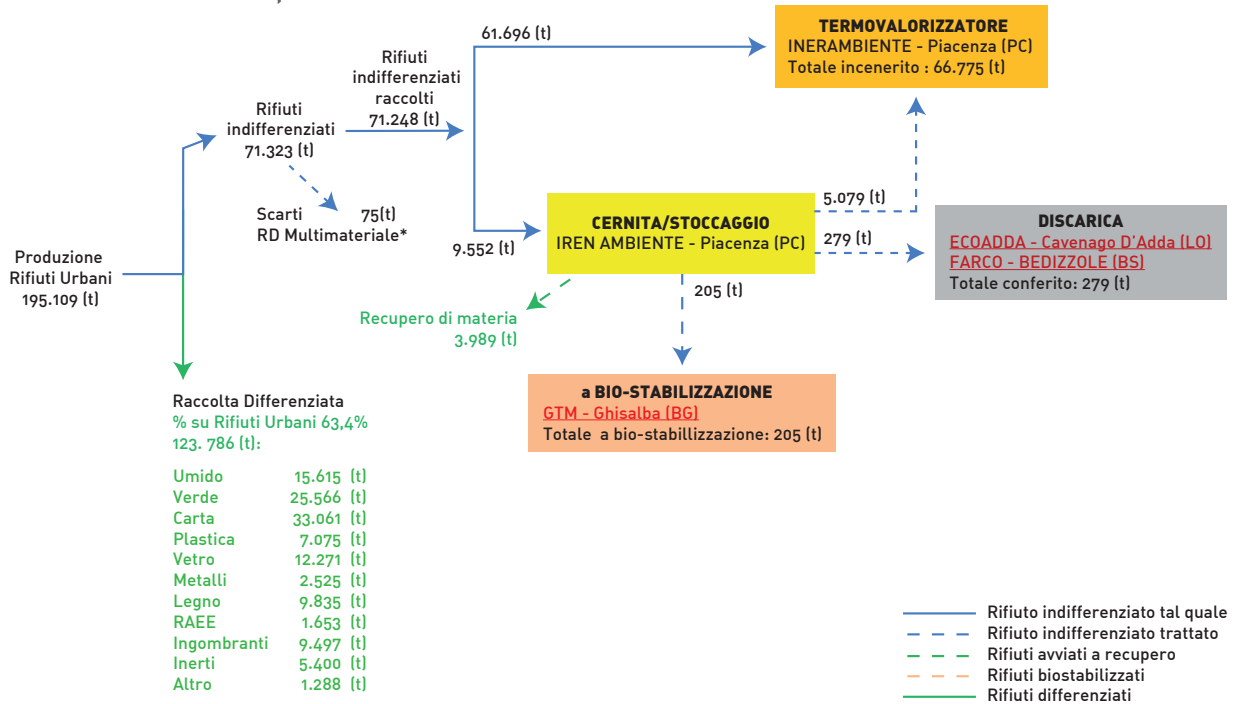 61.696 (t)
TERMOVALORIZZATORE
INERAMBIENTE - Piacenza (PC)
Totale incenerito : 66.775 (t)
Rifiuti
indifferenziati
raccolti
71.248 (t)
Rifiuti
indifferenziati
71.323 (t)
Scarti 75(t)
RD Multimateriale*
9.552 (t)
CERNITA/STOCCAGGIO
IREN AMBIENTE - Piacenza (PC)
5.079 (t)
279 (t)
DISCARICA
ECOADDA - Cavenago D'Adda (LO)
FARCO - BEDIZZOLE (BS)
Totale conferito: 279 (t)
Produzione
Rifiuti Urbani
195.109 (t)
205 (t)
Recupero di materia
3.989 (t)
a BIO-STABILIZZAZIONE
GTM - Ghisalba (BG)
Totale a bio-stabillizzazione: 205 (t)
Raccolta Differenziata
% su Rifiuti Urbani 63,4%
123. 786 (t):
Umido 15.615 (t)
Verde 25.566 (t)
Carta 33.061 (t)
Plastica 7.075 (t)
Vetro 12.271 (t)
Metalli 2.525 (t)
Legno 9.835 (t)
RAEE 1.653 (t)
Ingombranti 9.497 (t)
Inerti 5.400 (t)
Altro 1.288 (t)
Rifiuto indifferenziato tal quale
Rifiuto indifferenziato trattato
Rifiuti avviati a recupero
Rifiuti biostabilizzati
Rifiuti differenziati